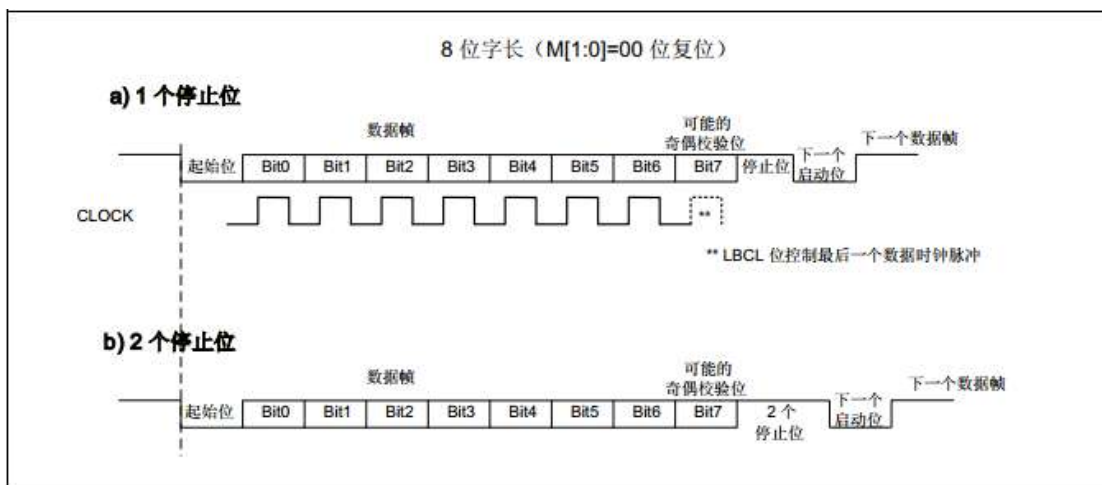 8 位字长（M[1:0]=00 位复位）
a) 1 个停止位
数据帧
可能的
奇偶校验位
下一个数据帧
起始位 Bit0 Bit1 Bit2 Bit3 Bit4 Bit5 Bit6 Bit7 停止位 下一个
启动位
CLOCK
**
** LBCL 位控制最后一个数据时钟脉冲
b) 2 个停止位
数据帧
可能的
奇偶校验位
下一个数据帧
起始位 Bit0 Bit1 Bit2 Bit3 Bit4 Bit5 Bit6 Bit7 2 个
停止位
下一个
启动位